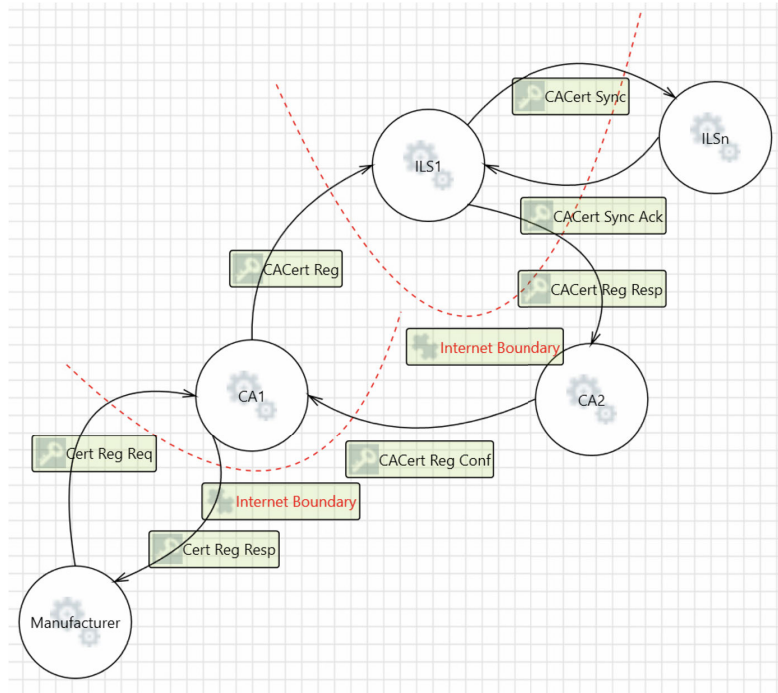 CACert Sync
ILSn
ILS1
CACert Sync Ack
CACert Reg
CACert Reg Resp
Internet Boundary
CA1
CA2
Cert Reg Req
CACert Reg Conf
Internet Boundary
Cert Reg Resp
Manufacturer